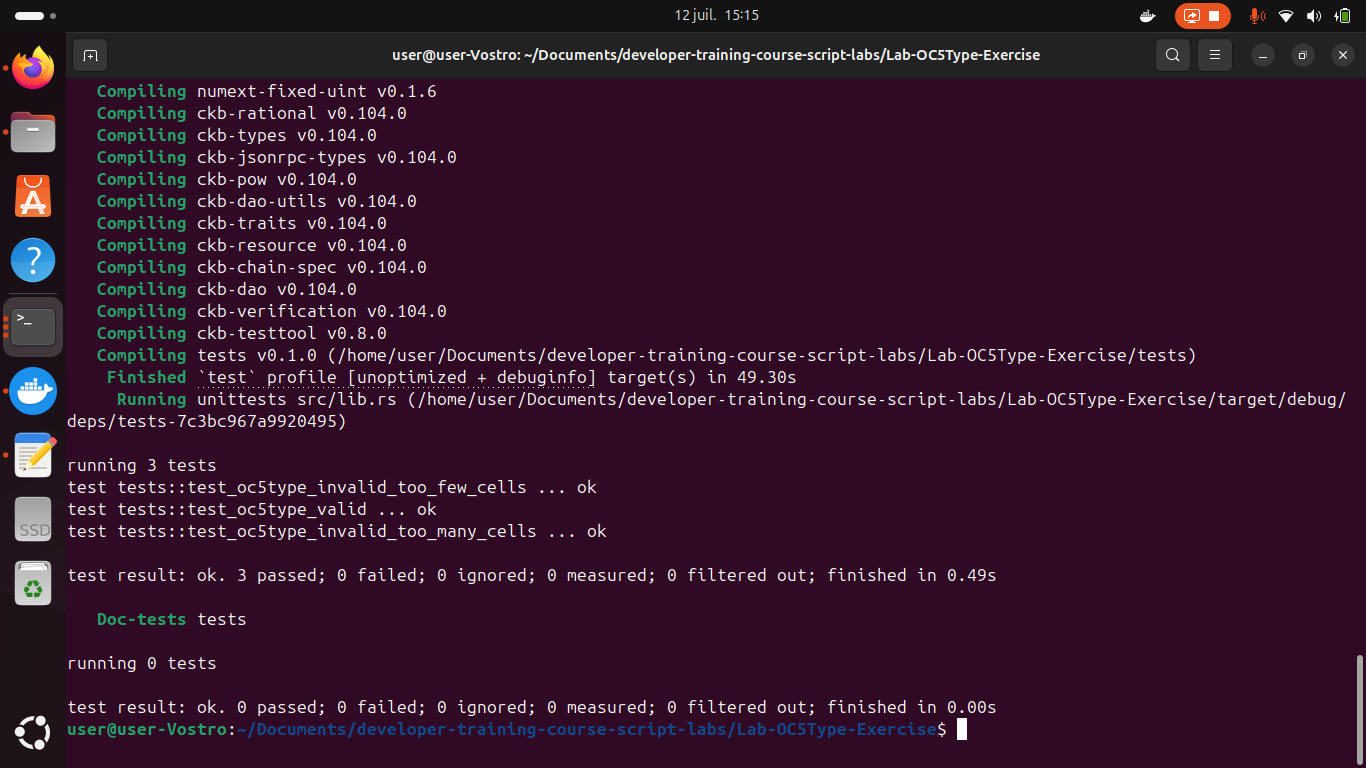 12 juil. 15:15
user@user-Vostro: ~/Documents/developer-training-course-script-labs/Lab-OC5Type-Exercise
Compiling numext-fixed-uint v0.1.6
Compiling ckb-rational v0.104.0
Compiling ckb-types v0.104.0
Compiling ckb-jsonrpc-types v0.104.0
Compiling ckb-pow v0.104.0
Compiling ckb-dao-utils v0.104.0
Compiling ckb-traits v0.104.0
Compiling ckb-resource v0.104.0
Compiling ckb-chain-spec v0.104.0
Compiling ckb-dao v0.104.0
Compiling ckb-verification v0.104.0
Compiling ckb-testtool v0.8.0
Compiling tests v0.1.0 (/home/user/Documents/developer-training-course-script-labs/Lab-OC5Type-Exercise/tests)
Finished `test` profile [unoptimized + debuginfo] target(s) in 49.30s
Running unittests src/lib.rs (/home/user/Documents/developer-training-course-script-labs/Lab-OC5Type-Exercise/target/debug/
deps/tests-7c3bc967a9920495)
running 3 tests
test tests::test_oc5type_invalid_too_few_cells ... ok
test tests::test_oc5type_valid ... ok
test tests::test_oc5type_invalid_too_many_cells ... ok
test result: ok. 3 passed; 0 failed; 0 ignored; 0 measured; 0 filtered out; finished in 0.49s
Doc-tests tests
running 0 tests
test result: ok. 0 passed; 0 failed; 0 ignored; 0 measured; 0 filtered out; finished in 0.00s
user@user-Vostro:~/Documents/developer-training-course-script-labs/Lab-OC5Type-Exercise$
SSD